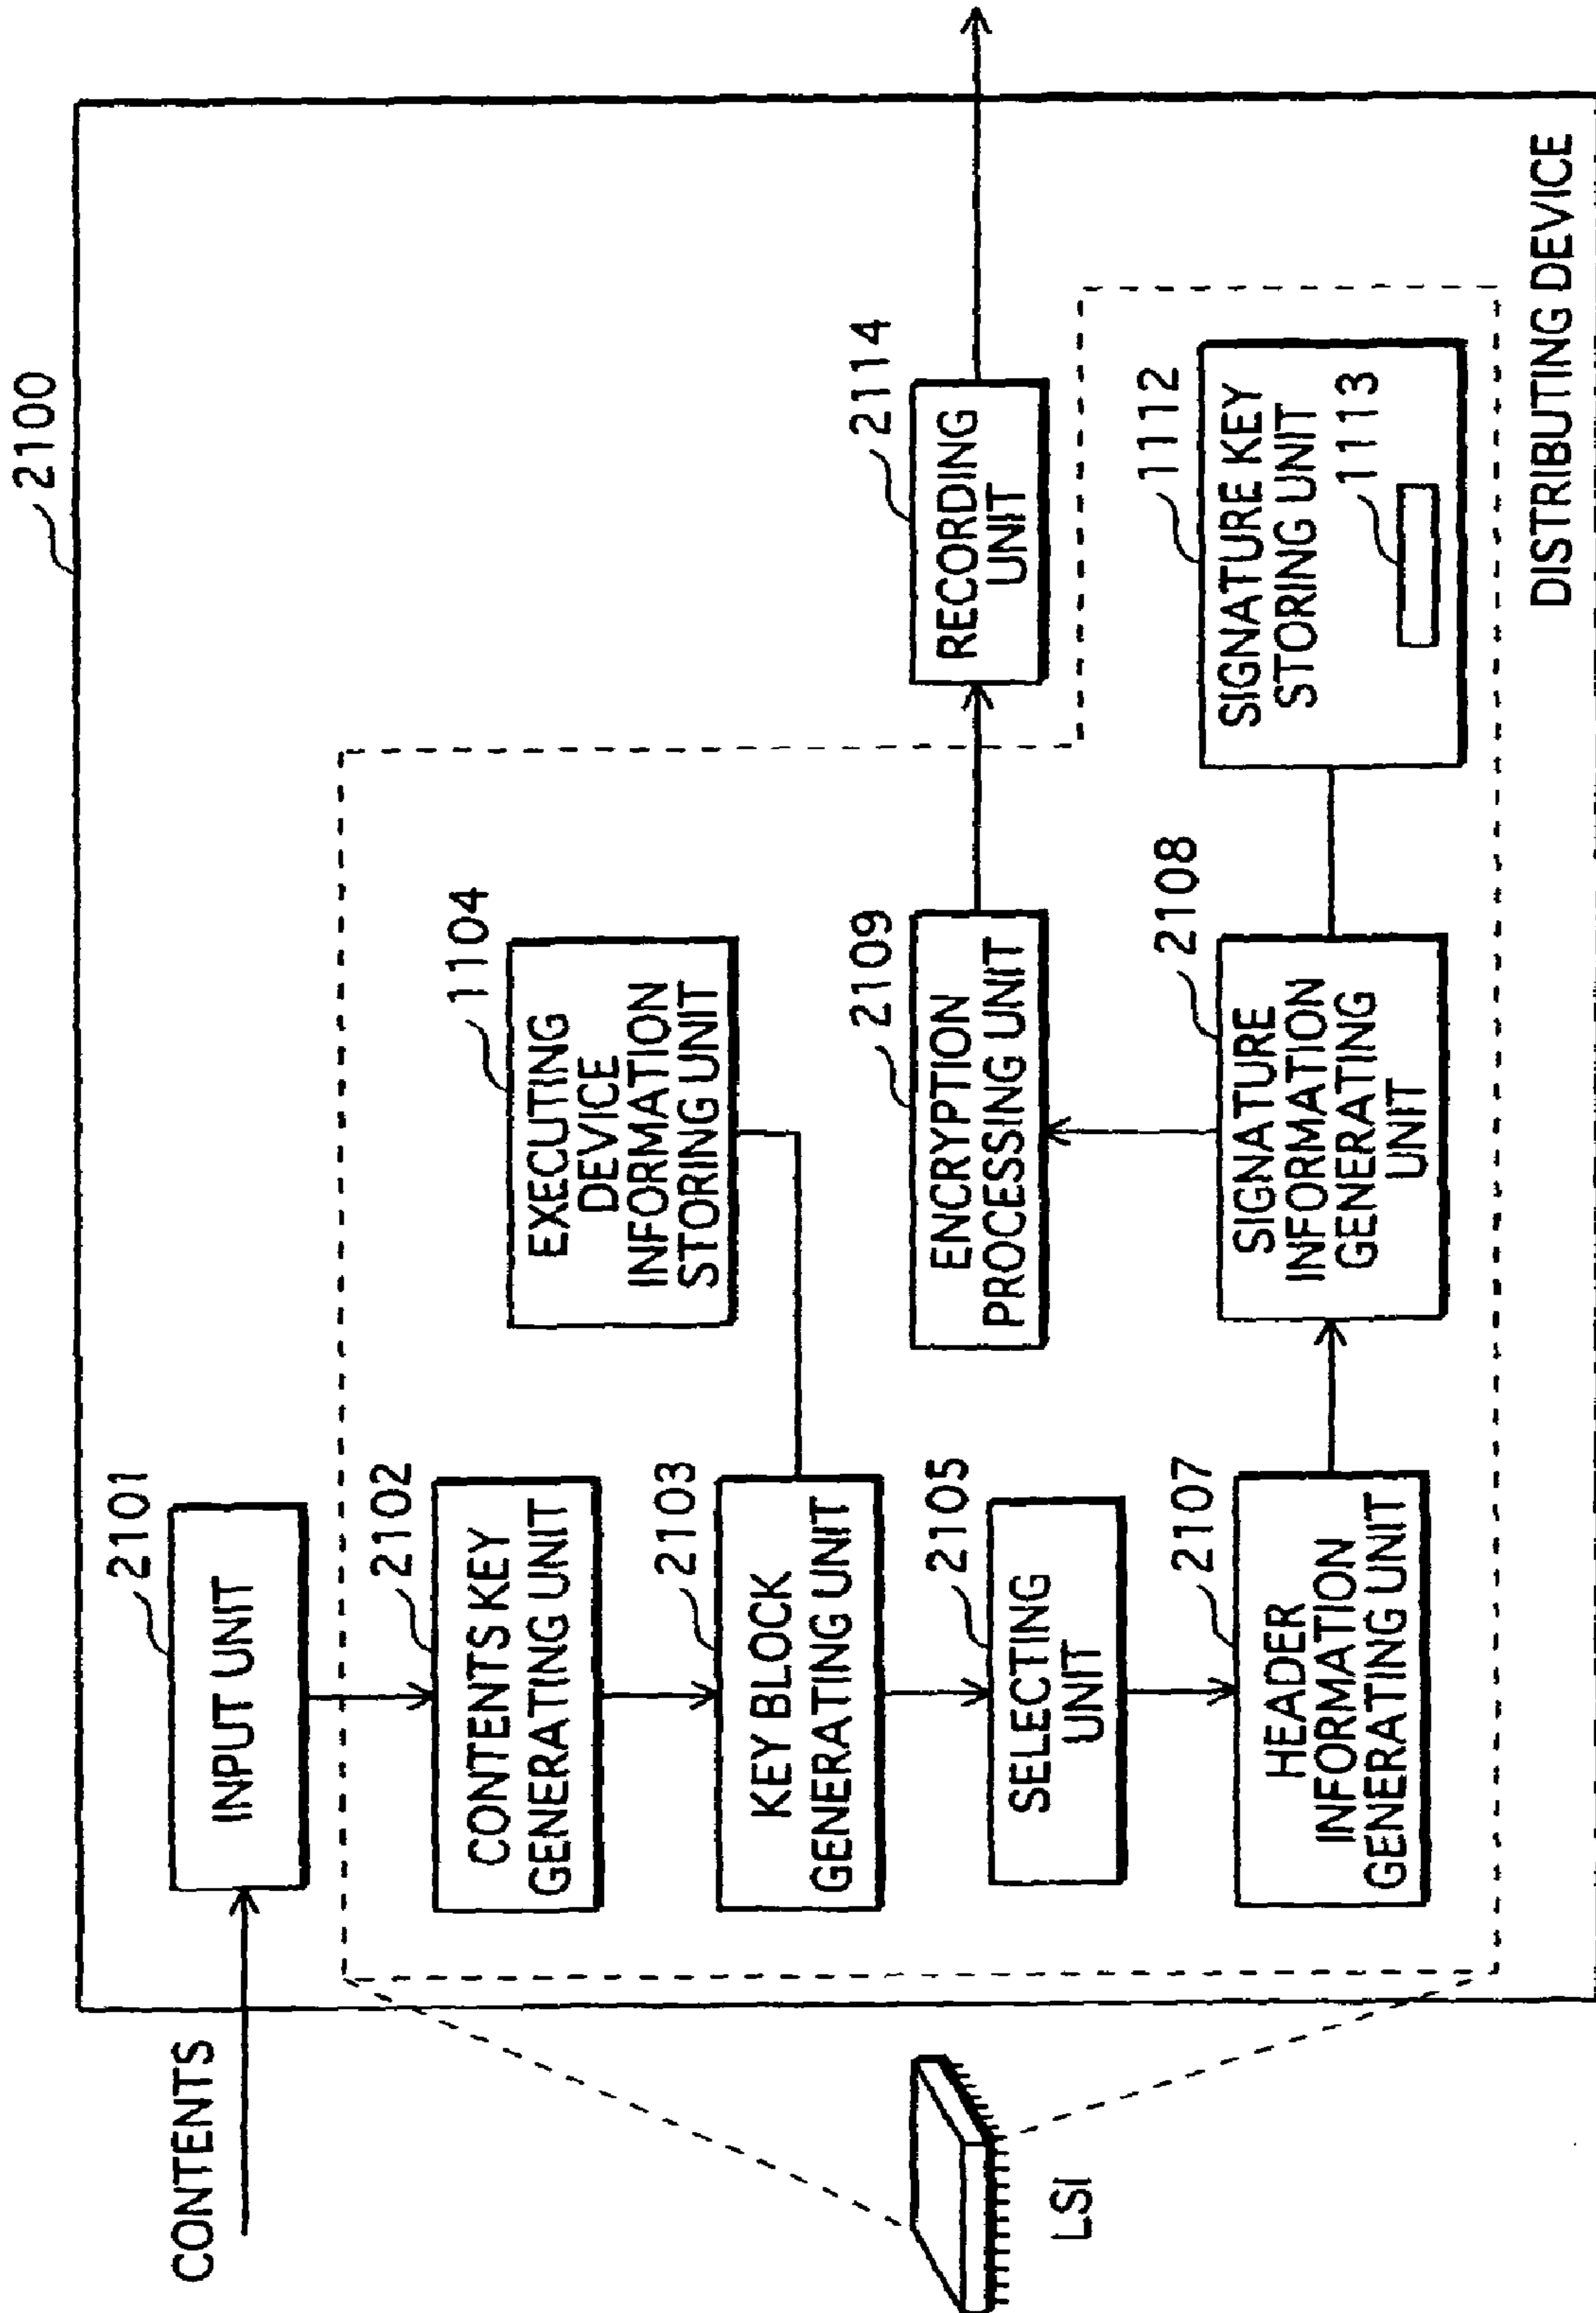 2100
CONTENTS
2101
INPUT UNIT
2102
CONTENTS KEY
GENERATING UNIT
2103
KEY BLOCK
GENERATING UNIT
1104
EXECUTING
DEVICE
INFORMATION
STORING UNIT
2105
SELECTING
UNIT
2109
ENCRYPTION
PROCESSING UNIT
2114
RECORDING
UNIT
2107
HEADER
INFORMATION
GENERATING UNIT
2108
SIGNATURE
INFORMATION
GENERATING
UNIT
1112
SIGNATURE KEY
STORING UNIT
1113
LSI
DISTRIBUTING DEVICE